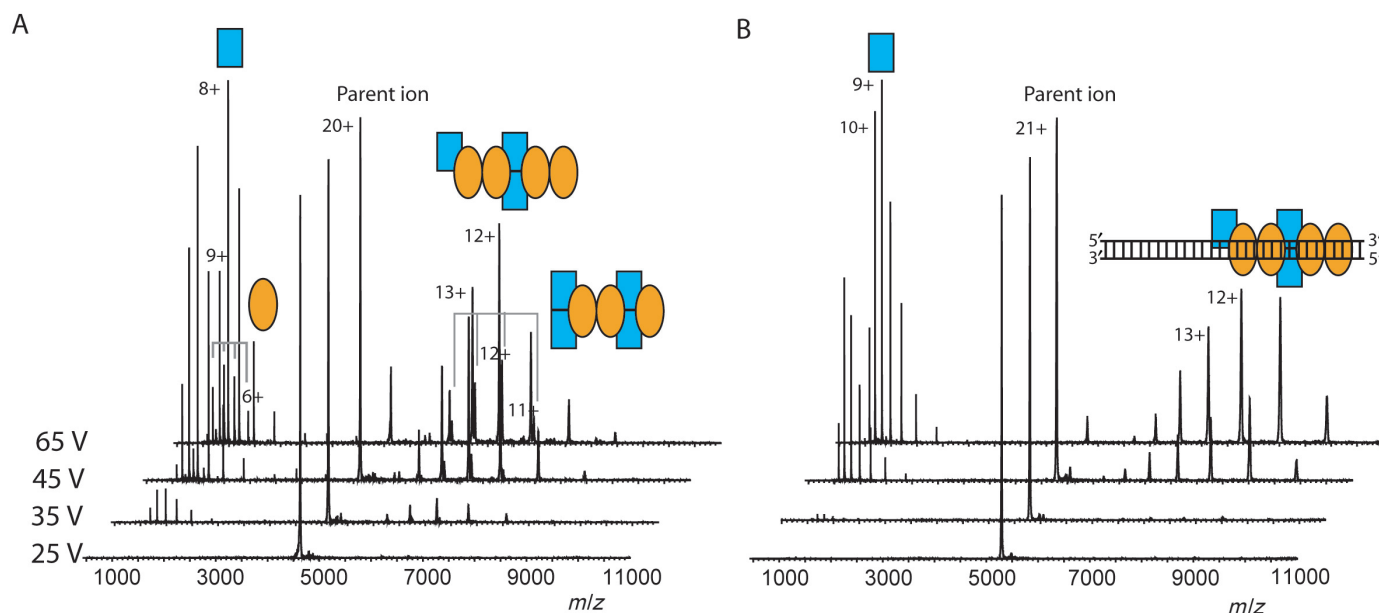 A
8+
Parent ion
20+
9+
12+
13+
12+
6+
11+
65 V
45 V
35 V
25 V
1000 3000 5000 7000 9000 11000
m/z
B
9+
Parent ion
10+
21+
5′ 3′
3′ 5′
12+
13+
1000 3000 5000 7000 9000 11000
m/z